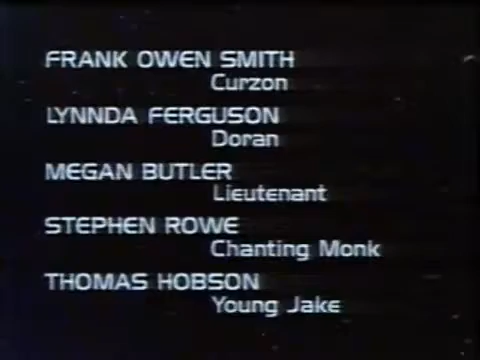 FRANK OWEN SMITH
Curzon
LYNNDA FERGUSON
Doran
MEGAN BUTLER
Lieutenant
STEPHEN ROWE
Chanting Monk
THOMAS HOBSON
Young Jake